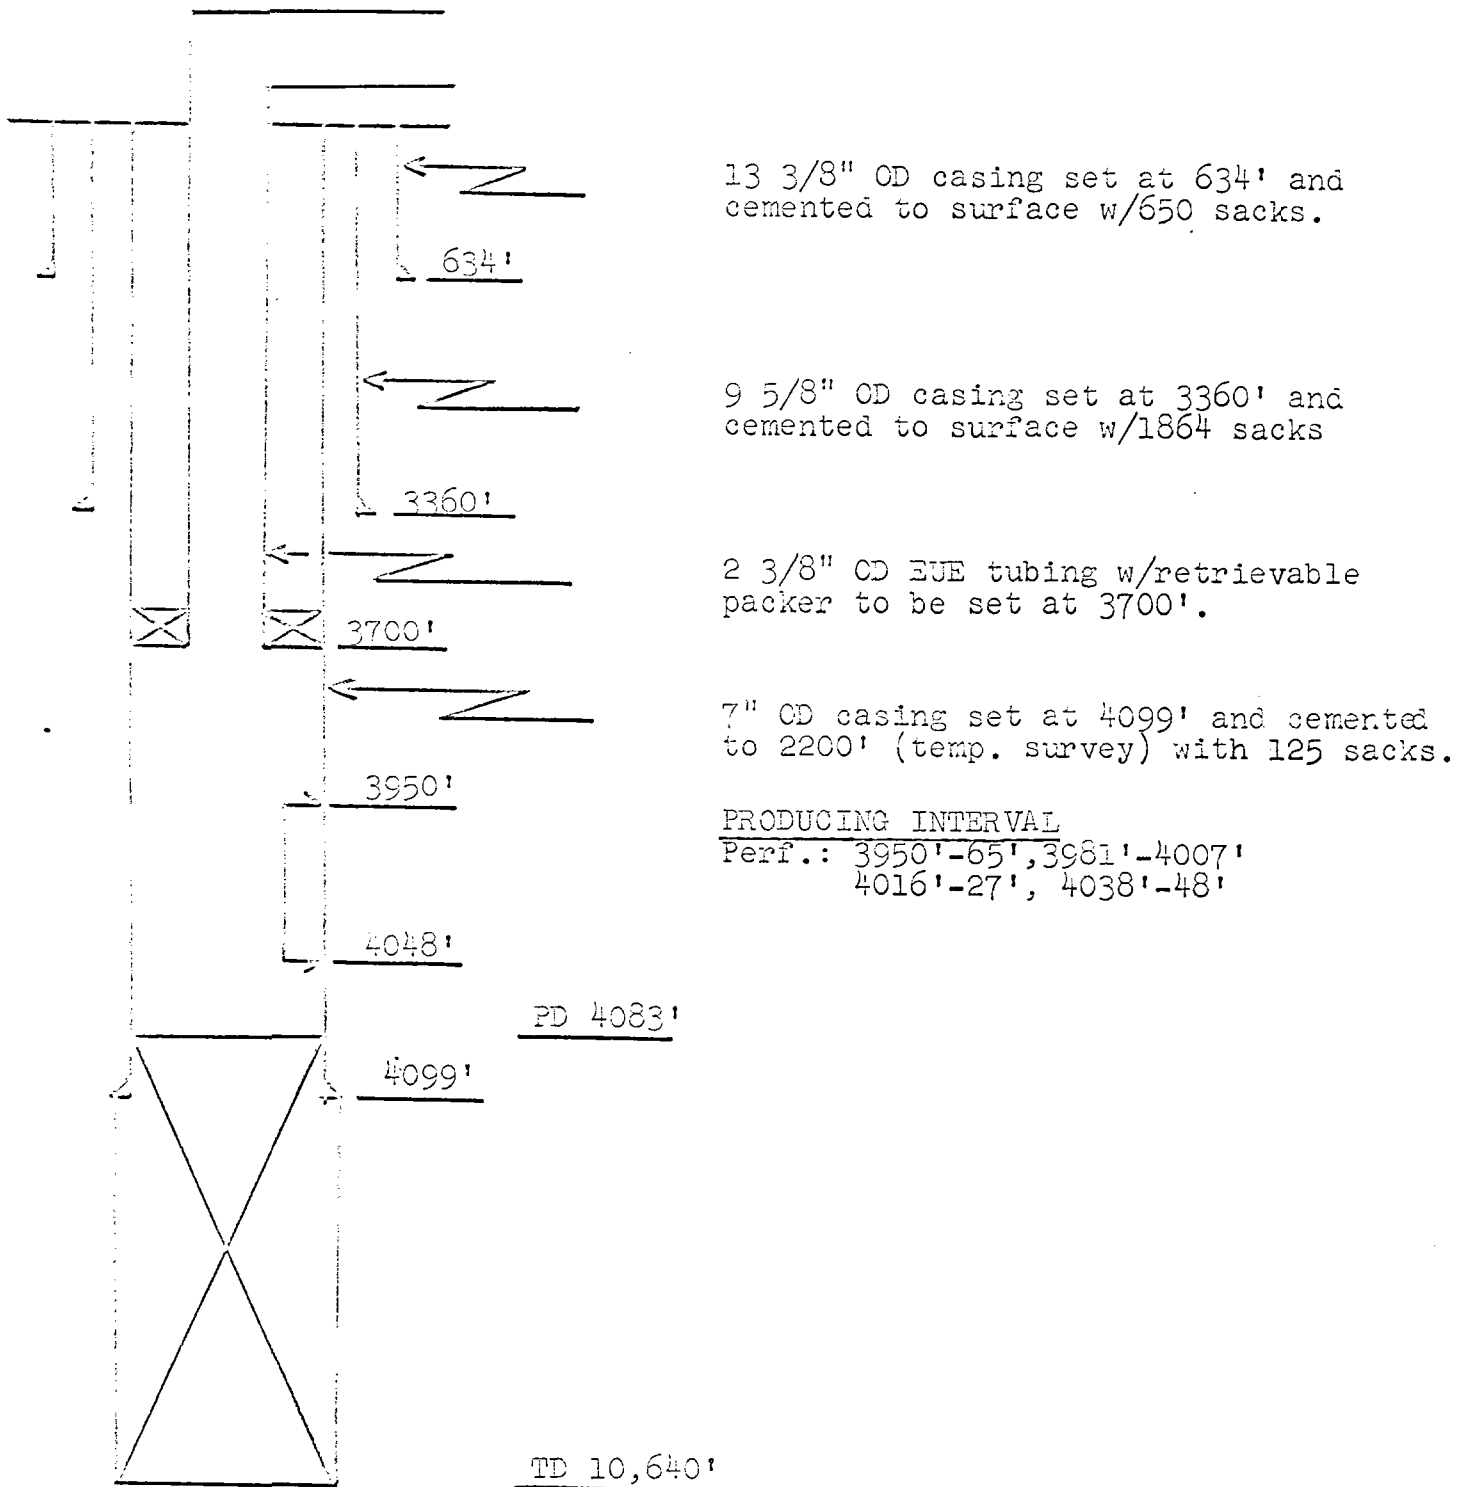 13 3/8" OD casing set at 634' and
cemented to surface w/650 sacks.
634'
9 5/8" OD casing set at 3360' and
cemented to surface w/1864 sacks
3360'
2 3/8" OD EUE tubing w/retrievable
packer to be set at 3700'.
3700'
7" OD casing set at 4099' and cemented
to 2200' (temp. survey) with 125 sacks.
3950'
PRODUCING INTERVAL
Perf.: 3950'-65',3981'-4007'
4016'-27', 4038'-48'
4048'
PD 4083'
4099'
TD 10,640'